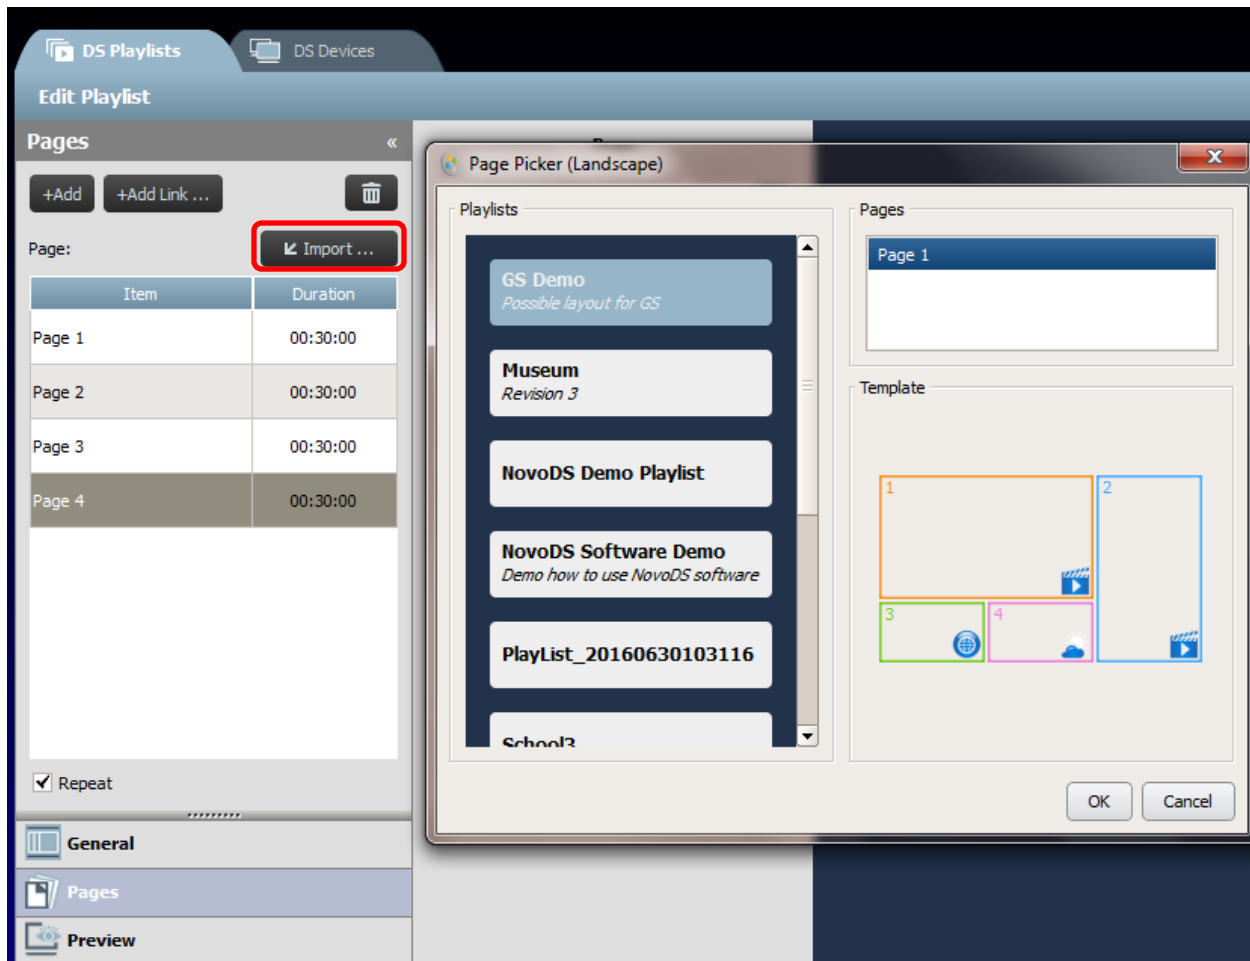 DS Playlists
DS Devices
Edit Playlist
Pages «
+Add
+Add Link ...
Page:
Import ...
Item Duration
Page 1 00:30:00
Page 2 00:30:00
Page 3 00:30:00
Page 4 00:30:00
Repeat
General
Pages
Preview
Page Picker (Landscape)
Playlists
GS Demo
Possible layout for GS
Museum
Revision 3
NovoDS Demo Playlist
NovoDS Software Demo
Demo how to use NovoDS software
PlayList_20160630103116
School3
Pages
Page 1
Template
1
2
3
4
OK
Cancel